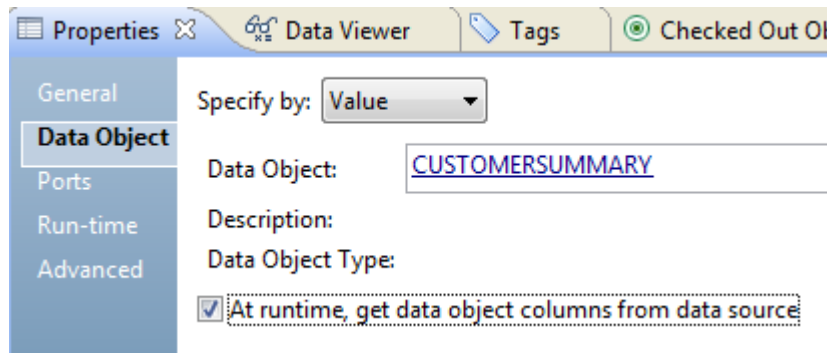 Properties Data Viewer Tags Checked Out Ob
General
Specify by: Value
Data Object
Data Object: CUSTOMERSUMMARY
Ports
Description:
Run-time
Data Object Type:
Advanced
At runtime, get data object columns from data source